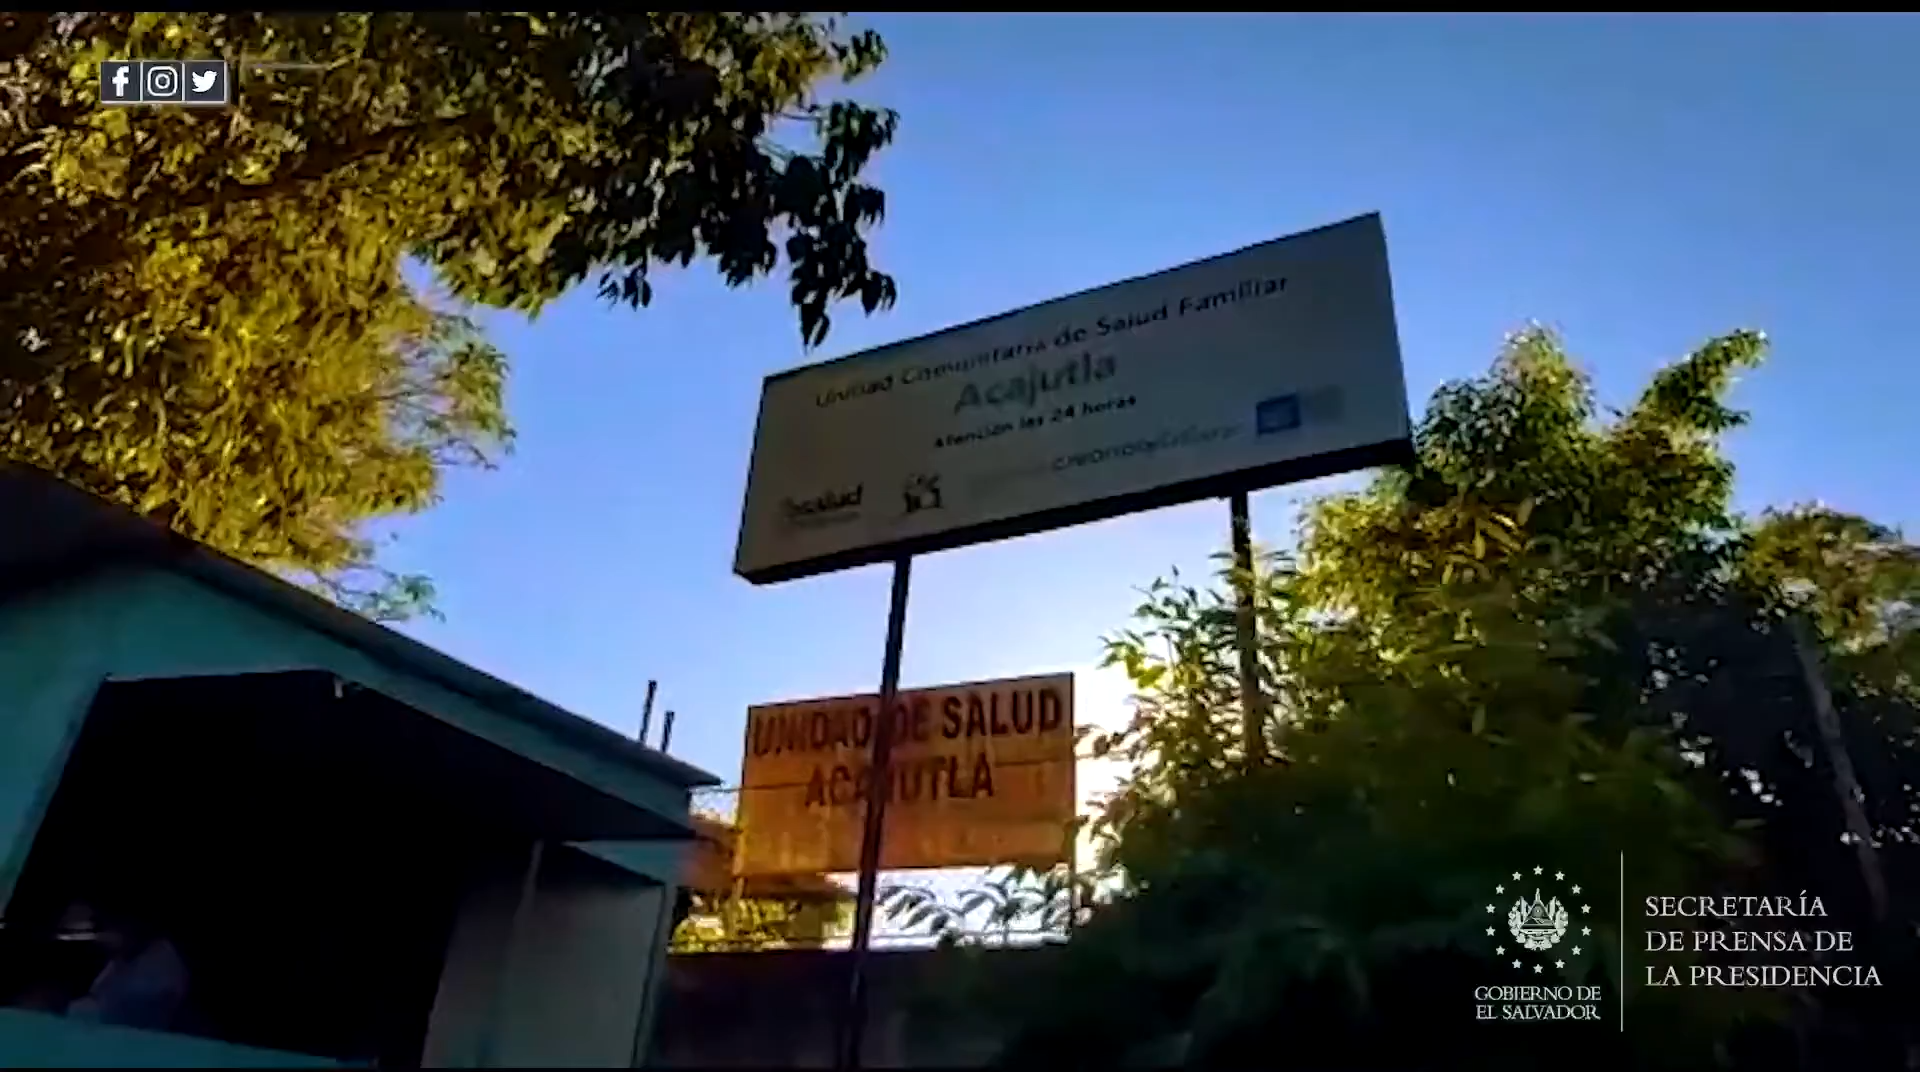 Unidad Comunitaria de Salud Familiar
Acajutla
Atención las 24 horas
UNIDAD DE SALUD
ACAJUTLA
GOBIERNO DE
EL SALVADOR
SECRETARÍA
DE PRENSA DE
LA PRESIDENCIA